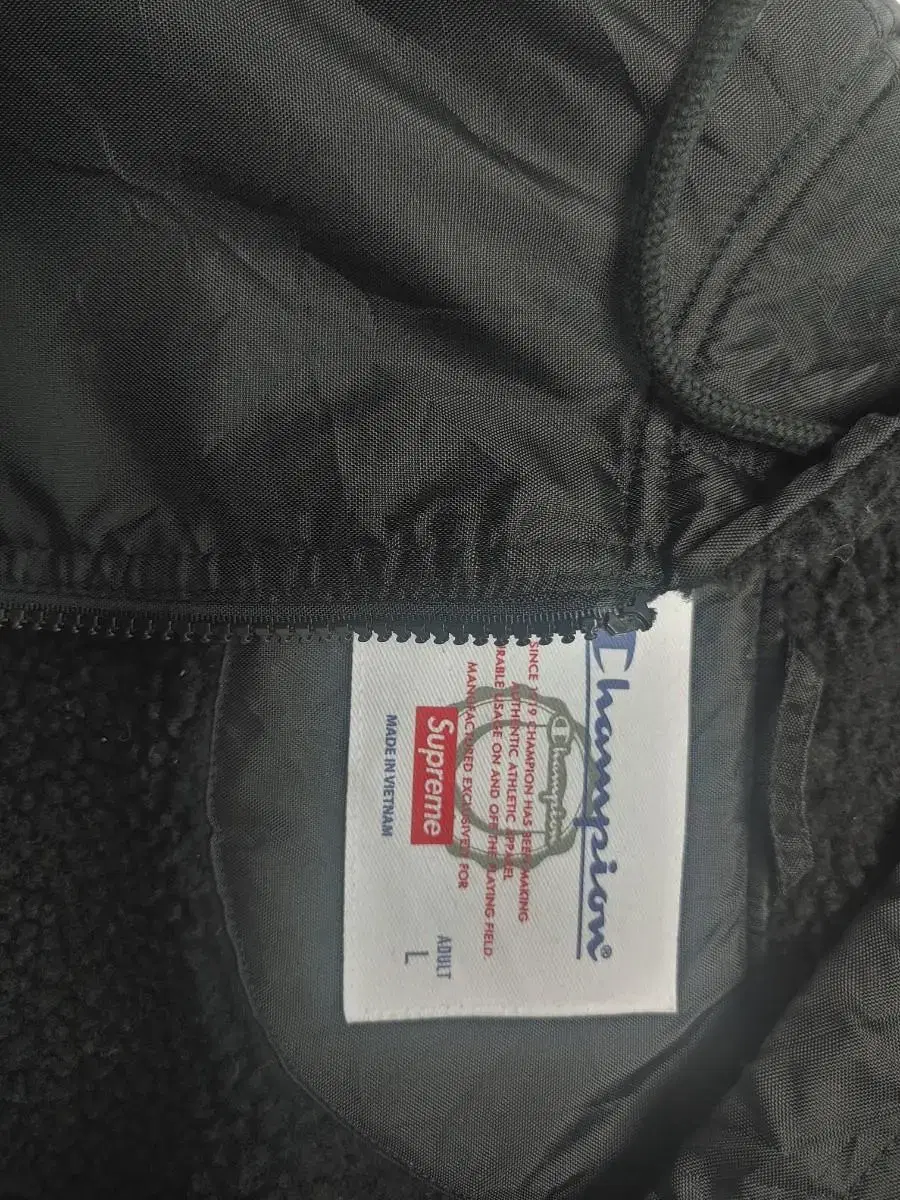 Champion®
Champion
SINCE 1919 CHAMPION HAS BEEN MAKING
AUTHENTIC ATHLETIC APPAREL
USAGE ON AND OFF THE PLAYING FIELD.
MANUFACTURED EXCLUSIVELY FOR
Supreme
MADE IN VIETNAM
ADULT
L